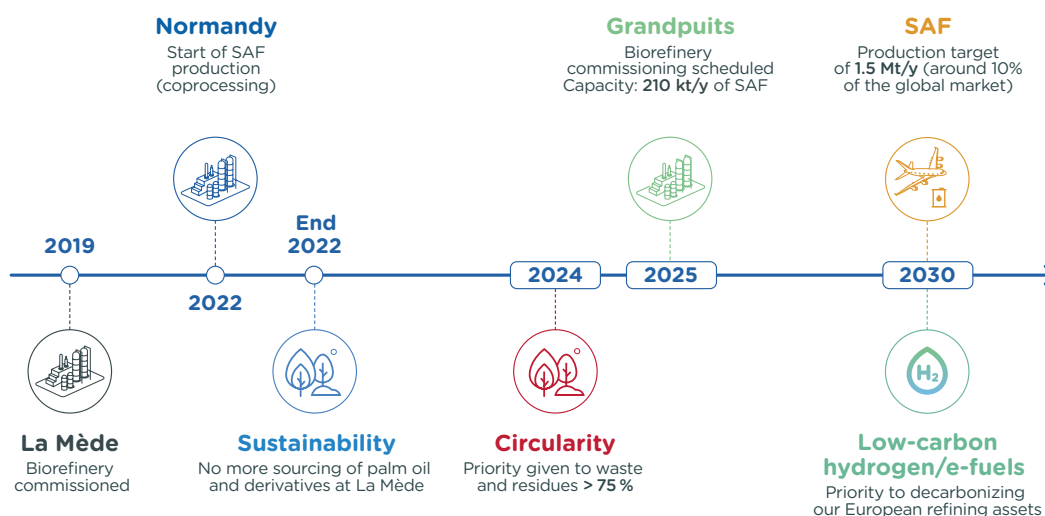 Normandy
Start of SAF
production
(coprocessing)
Grandpuits
Biorefinery
commissioning scheduled
Capacity: 210 kt/y of SAF
SAF
Production target
of 1.5 Mt/y (around 10%
of the global market)
2019
2022
End
2022
2024
2025
2030
La Mède
Biorefinery
commissioned
Sustainability
No more sourcing of palm oil
and derivatives at La Mède
Circularity
Priority given to waste
and residues > 75 %
H₂
Low-carbon
hydrogen/e-fuels
Priority to decarbonizing
our European refining assets